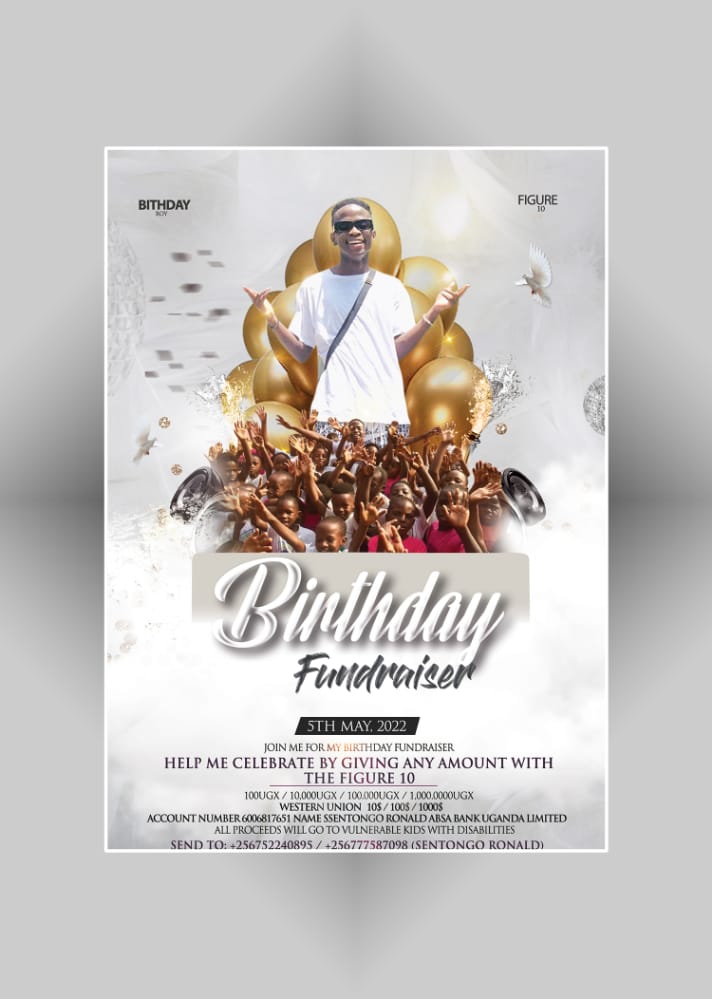 BITHDAY
BOY
FIGURE
10
Birthday
Fundraiser
5TH MAY, 2022
JOIN ME FOR MY BIRTHDAY FUNDRAISER
HELP ME CELEBRATE BY GIVING ANY AMOUNT WITH
THE FIGURE 10
100UGX / 10,000UGX / 100,000UGX / 1,000,0000UGX
WESTERN UNION 10$ / 100$ / 1000$
ACCOUNT NUMBER 6006817651 NAME SSENTONGO RONALD ABSA BANK UGANDA LIMITED
ALL PROCEEDS WILL GO TO VULNERABLE KIDS WITH DISABILITIES
SEND TO: +256752240895 / +256777587098 (SENTONGO RONALD)